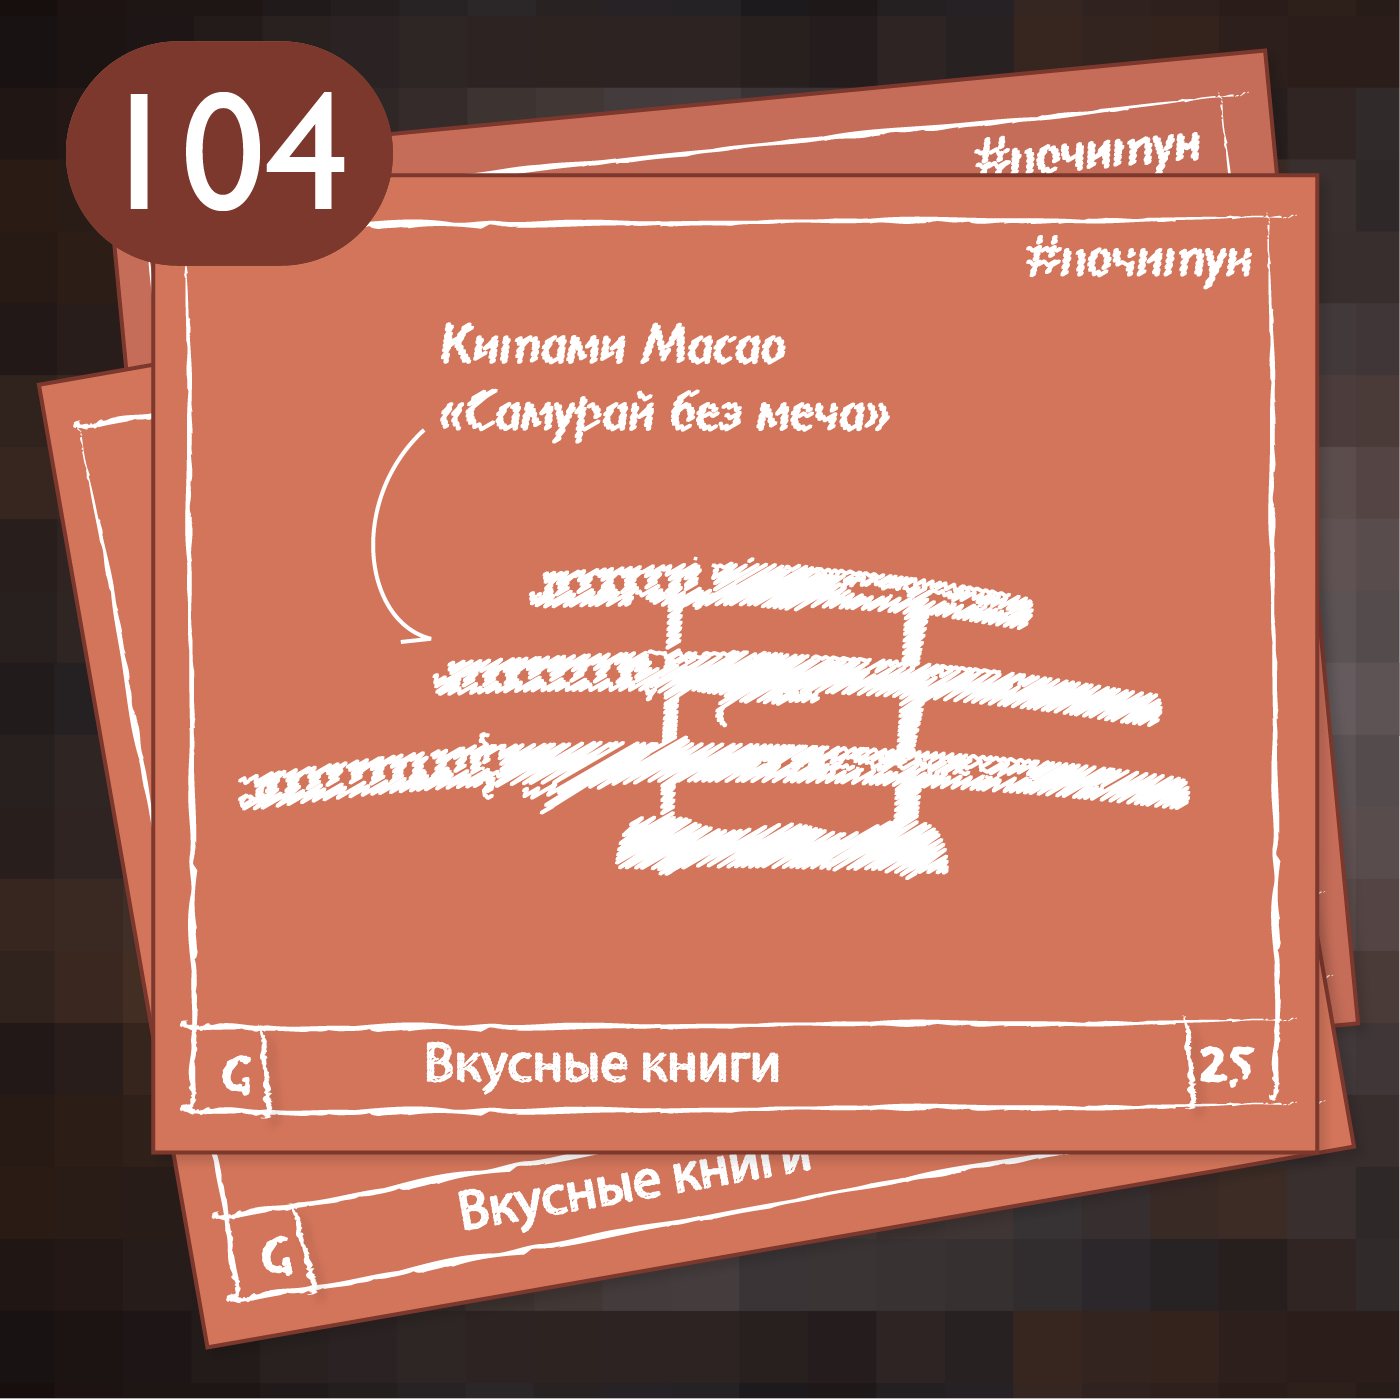 104
#почитун
#почитун
Китами Масао
«Самурай без меча»
G
Вкусные книги
25
Вкусные книги
G